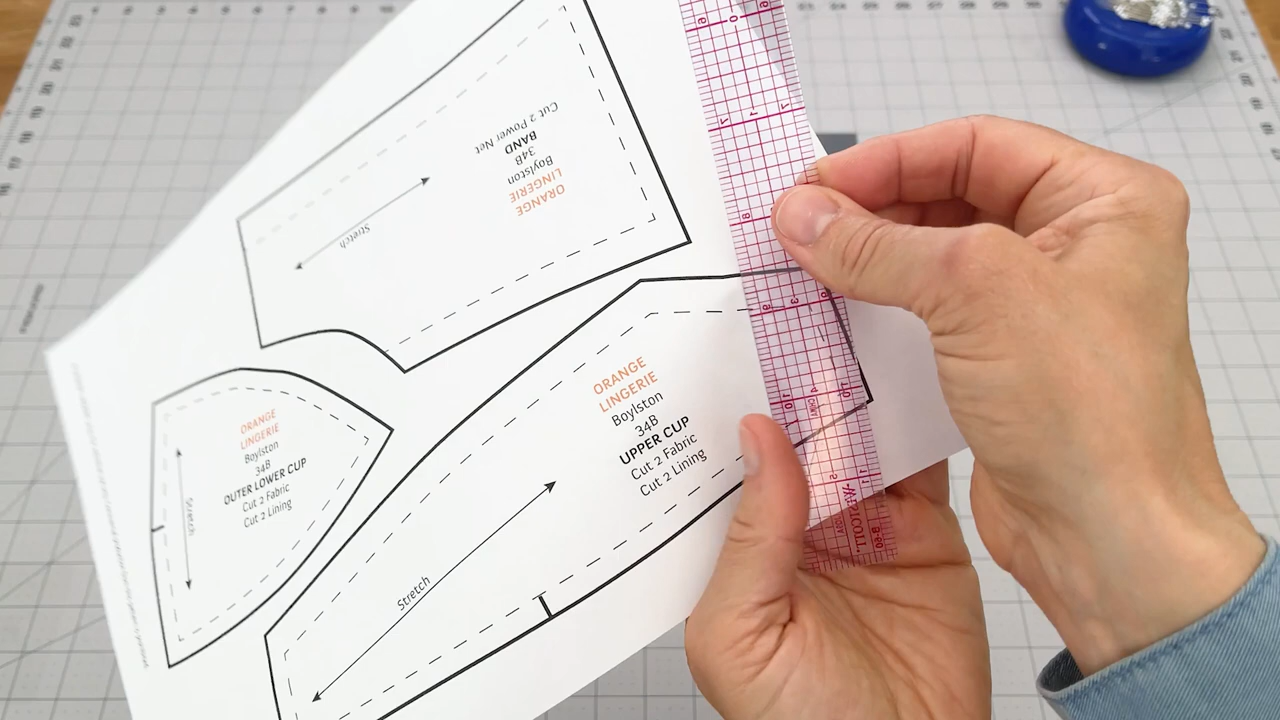 Cut 2 Power Net
BAND
34B
Boylston
ORANGE
LINGERIE
Stretch
ORANGE
LINGERIE
Boylston
34B
OUTER LOWER CUP
Cut 2 Fabric
Cut 2 Lining
Stretch
ORANGE
LINGERIE
Boylston
34B
UPPER CUP
Cut 2 Fabric
Cut 2 Lining
Stretch